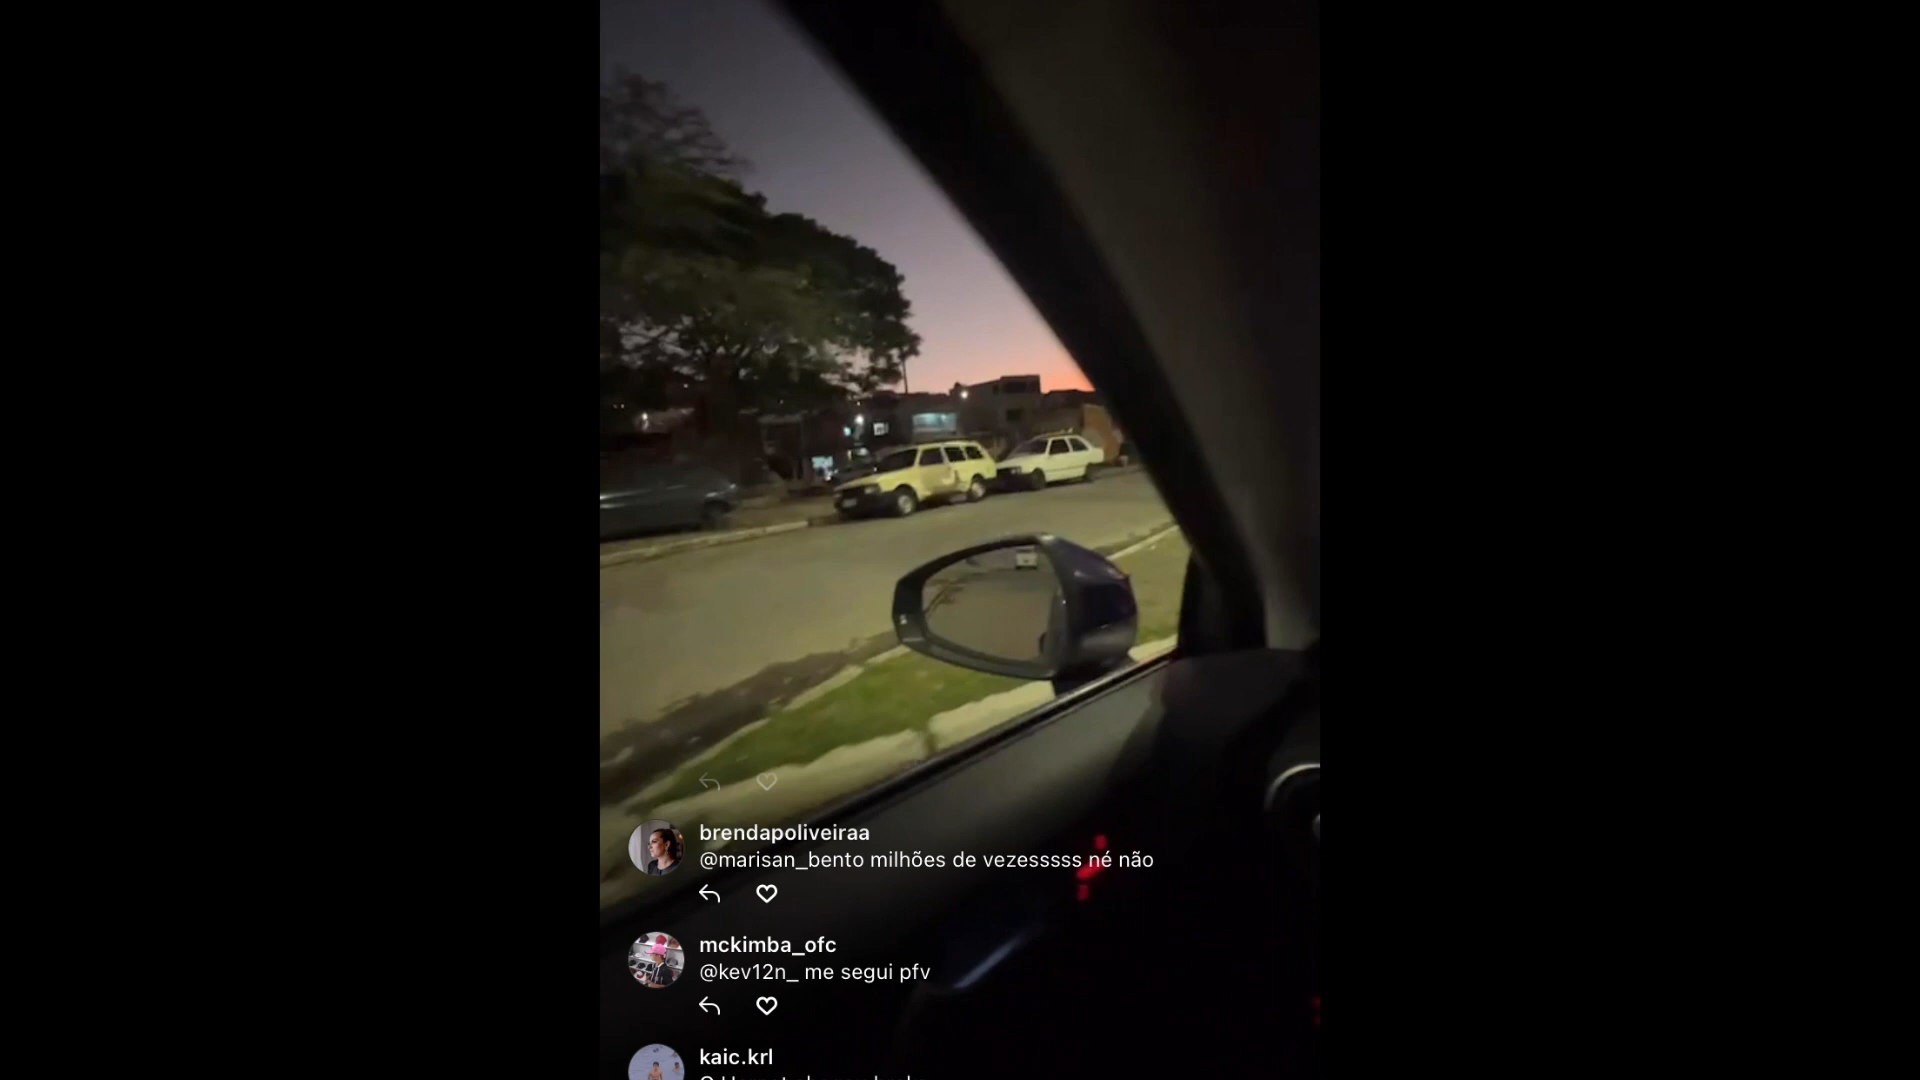 brendapoliveiraa
@marisan_bento milhões de vezesssss né não
mckimba_ofc
@kev12n_ me segui pfv
kaic.krl